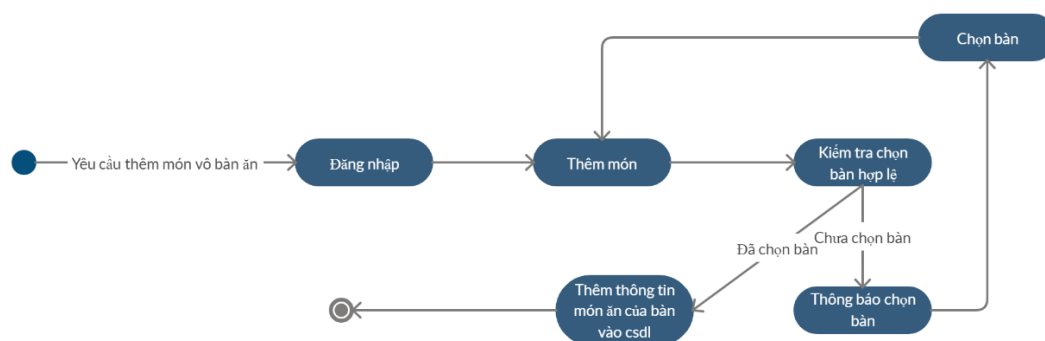 Chọn bàn
Yêu cầu thêm món vô bàn ăn
Đăng nhập
Thêm món
Kiểm tra chọn
bàn hợp lệ
Đã chọn bàn
Chưa chọn bàn
Thêm thông tin
món ăn của bàn
vào csdl
Thông báo chọn
bàn